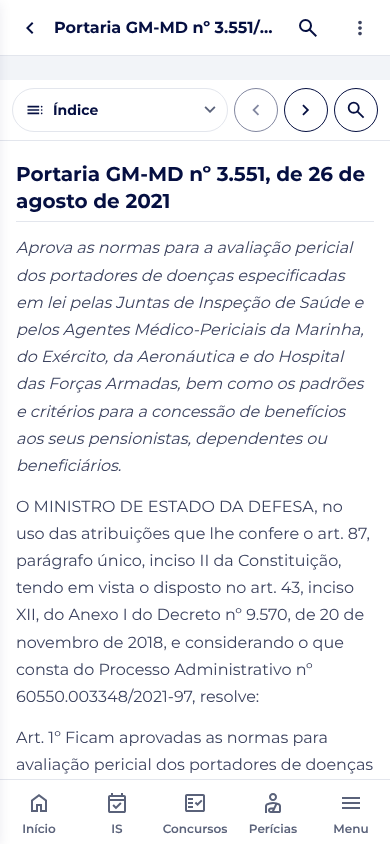 Portaria GM-MD nº 3.551/...
Índice
Portaria GM-MD nº 3.551, de 26 de
agosto de 2021
Aprova as normas para a avaliação pericial
dos portadores de doenças especificadas
em lei pelas Juntas de Inspeção de Saúde e
pelos Agentes Médico-Periciais da Marinha,
do Exército, da Aeronáutica e do Hospital
das Forças Armadas, bem como os padrões
e critérios para a concessão de benefícios
aos seus pensionistas, dependentes ou
beneficiários.
O MINISTRO DE ESTADO DA DEFESA, no
uso das atribuições que lhe confere o art. 87,
parágrafo único, inciso II da Constituição,
tendo em vista o disposto no art. 43, inciso
XII, do Anexo I do Decreto nº 9.570, de 20 de
novembro de 2018, e considerando o que
consta do Processo Administrativo nº
60550.003348/2021-97, resolve:
Art. 1º Ficam aprovadas as normas para
avaliação pericial dos portadores de doenças
Início
IS
Concursos
Perícias
Menu